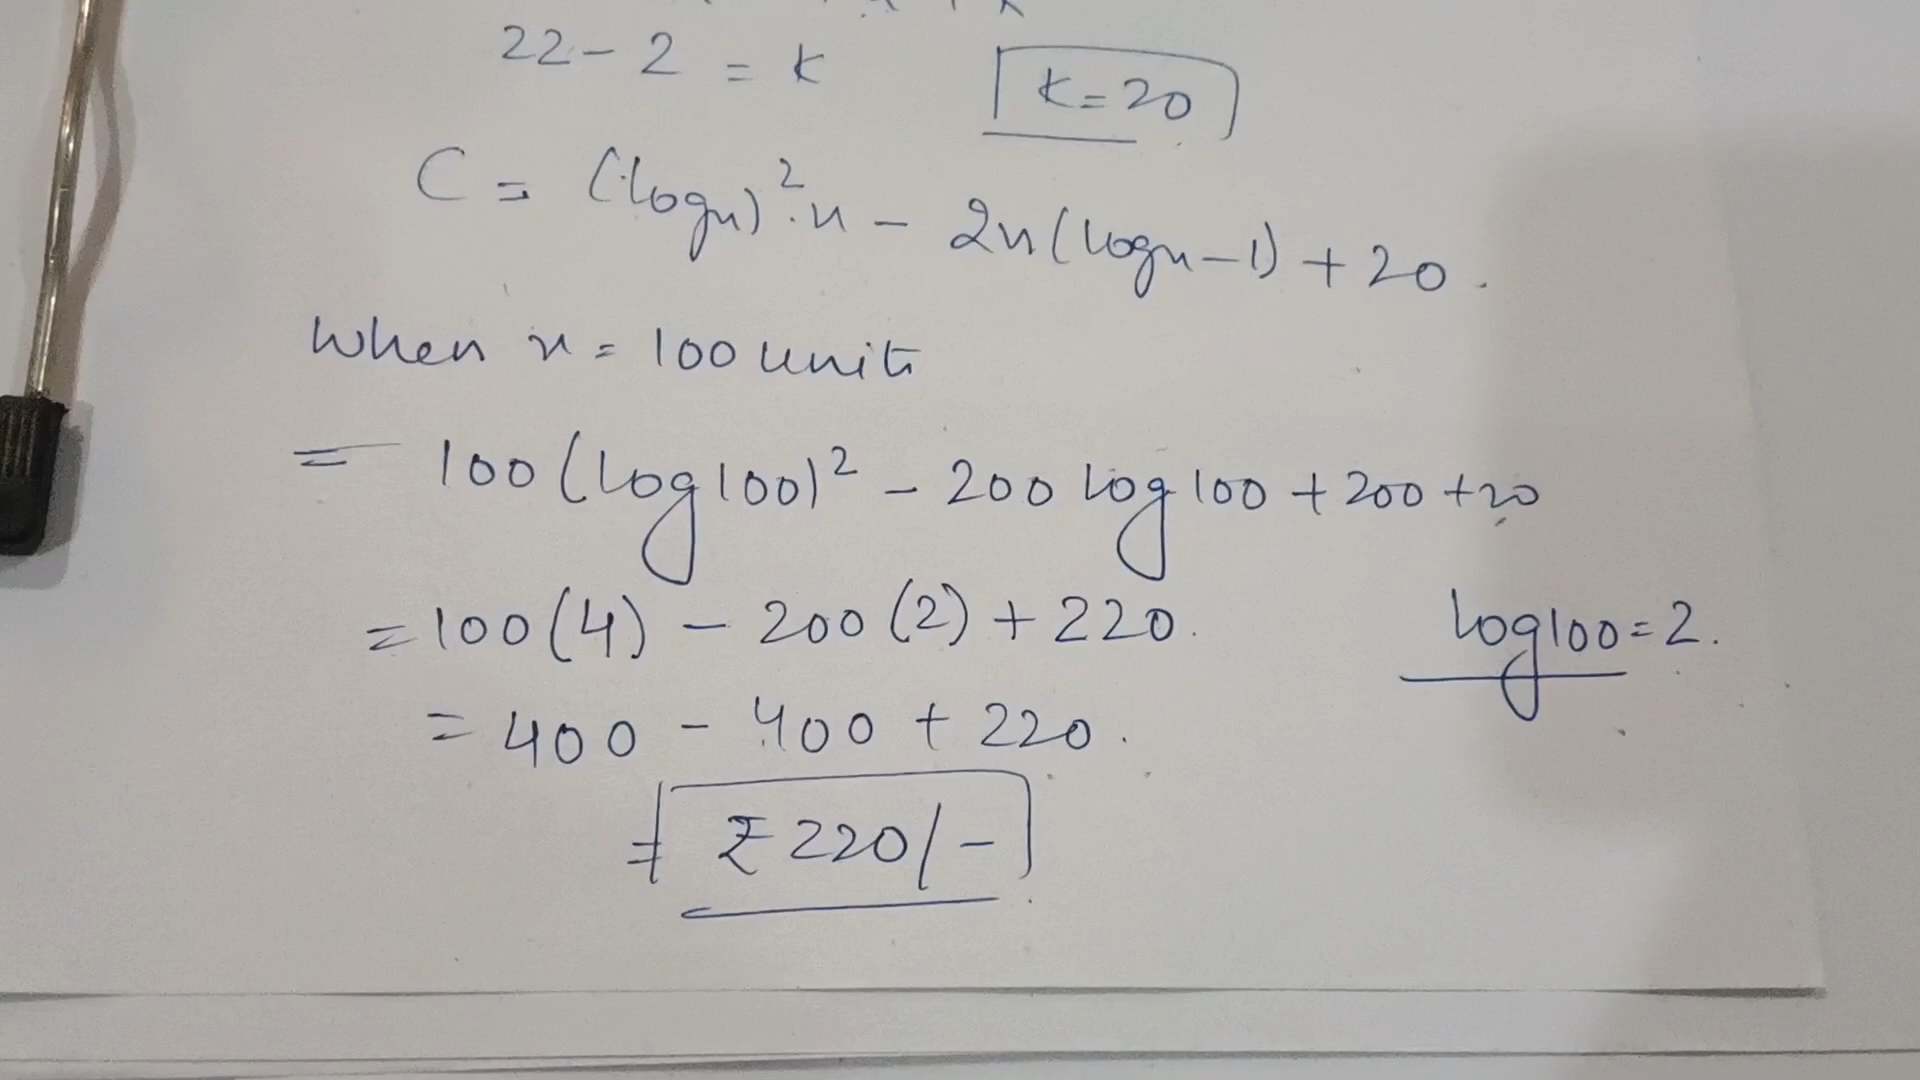 22 - 2 = k
k = 20
C = (log x)². x - 2x (log x - 1) + 20.
When x = 100 units
= 100 (log 100)² - 200 log 100 + 200 + 20
= 100 (4) - 200 (2) + 220.
log 100 = 2.
= 400 - 400 + 220.
= ₹ 220/-